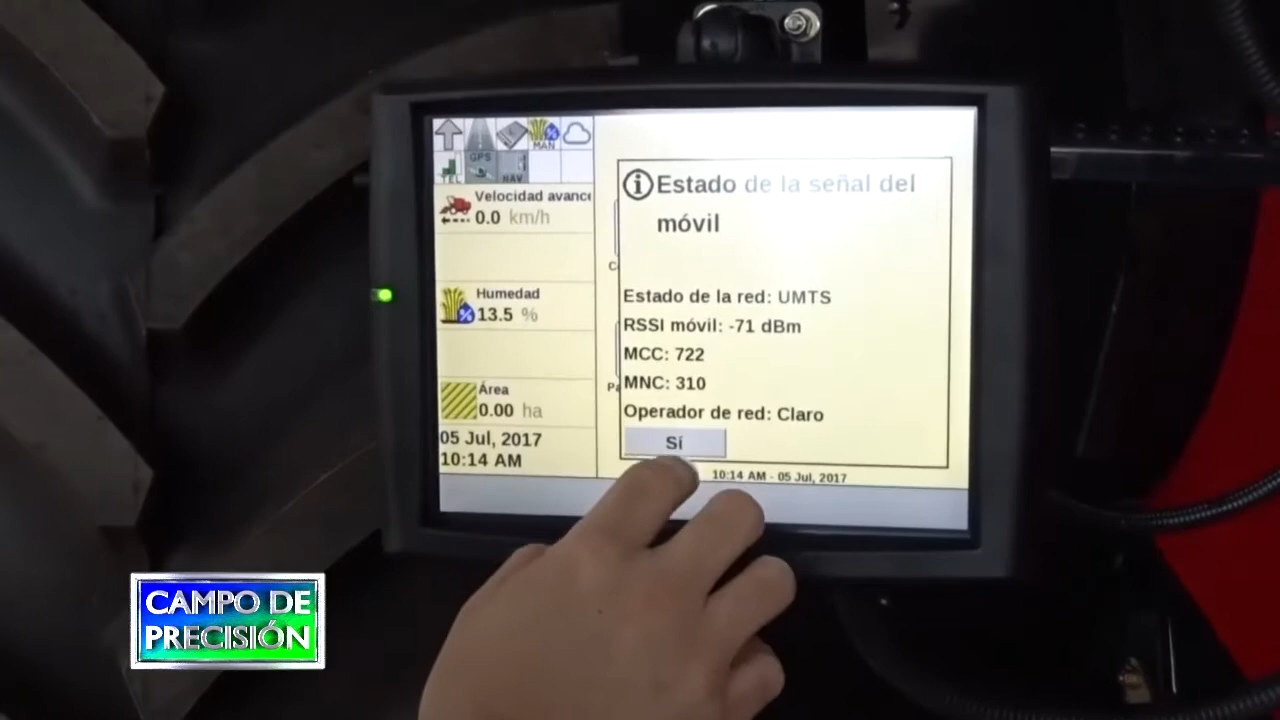 MAN
TEL
GPS
NAV
Velocidad avance
0.0 km/h
Humedad
13.5 %
Área
0.00 ha
05 Jul, 2017
10:14 AM
Estado de la señal del
móvil
Estado de la red: UMTS
RSSI móvil: -71 dBm
MCC: 722
MNC: 310
Operador de red: Claro
Sí
10:14 AM - 05 Jul, 2017
CAMPO DE
PRECISIÓN